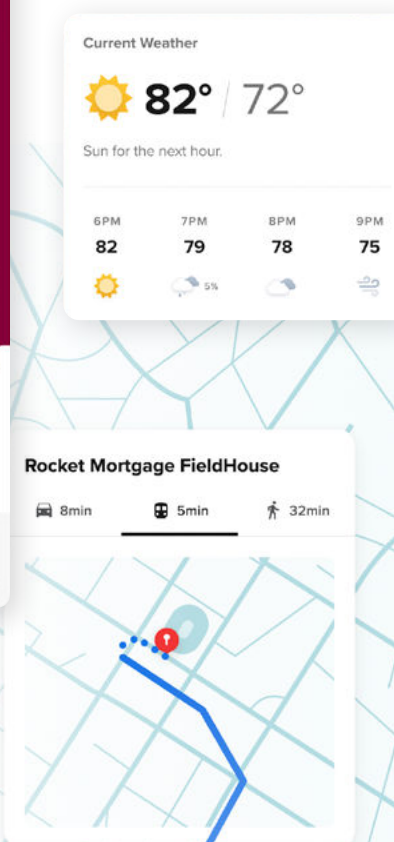 Current Weather
82° / 72°
Sun for the next hour.
6PM 7PM 8PM 9PM
82 79 78 75
5%
Rocket Mortgage FieldHouse
8min 5min 32min